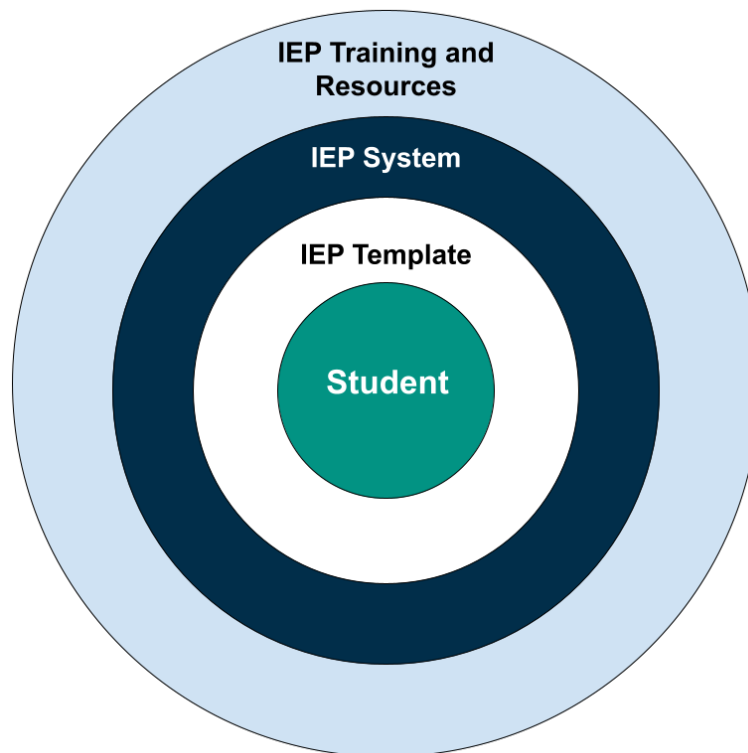 IEP Training and
Resources
IEP System
IEP Template
Student